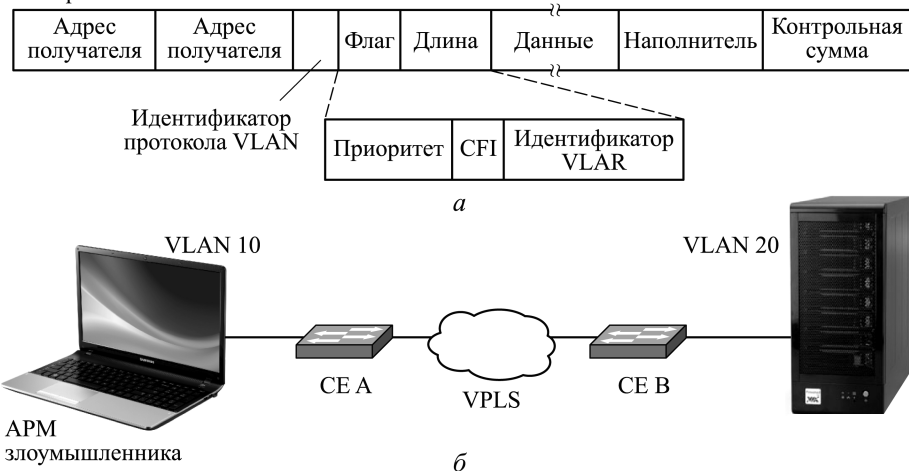 Адрес
получателя
Адрес
получателя
Флаг
Длина
Данные
Наполнитель
Контрольная
сумма
Идентификатор
протокола VLAN
Приоритет
CFI
Идентификатор
VLAR
а
VLAN 10
VLAN 20
CE A
VPLS
CE B
АРМ
злоумышленника
б